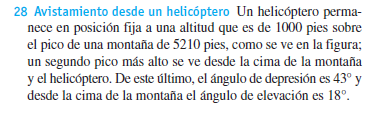 28 Avistamiento desde un helicóptero Un helicóptero perma-
nece en posición fija a una altitud que es de 1000 pies sobre
el pico de una montaña de 5210 pies, como se ve en la figura;
un segundo pico más alto se ve desde la cima de la montaña
y el helicóptero. De este último, el ángulo de depresión es 43° y
desde la cima de la montaña el ángulo de elevación es 18°.